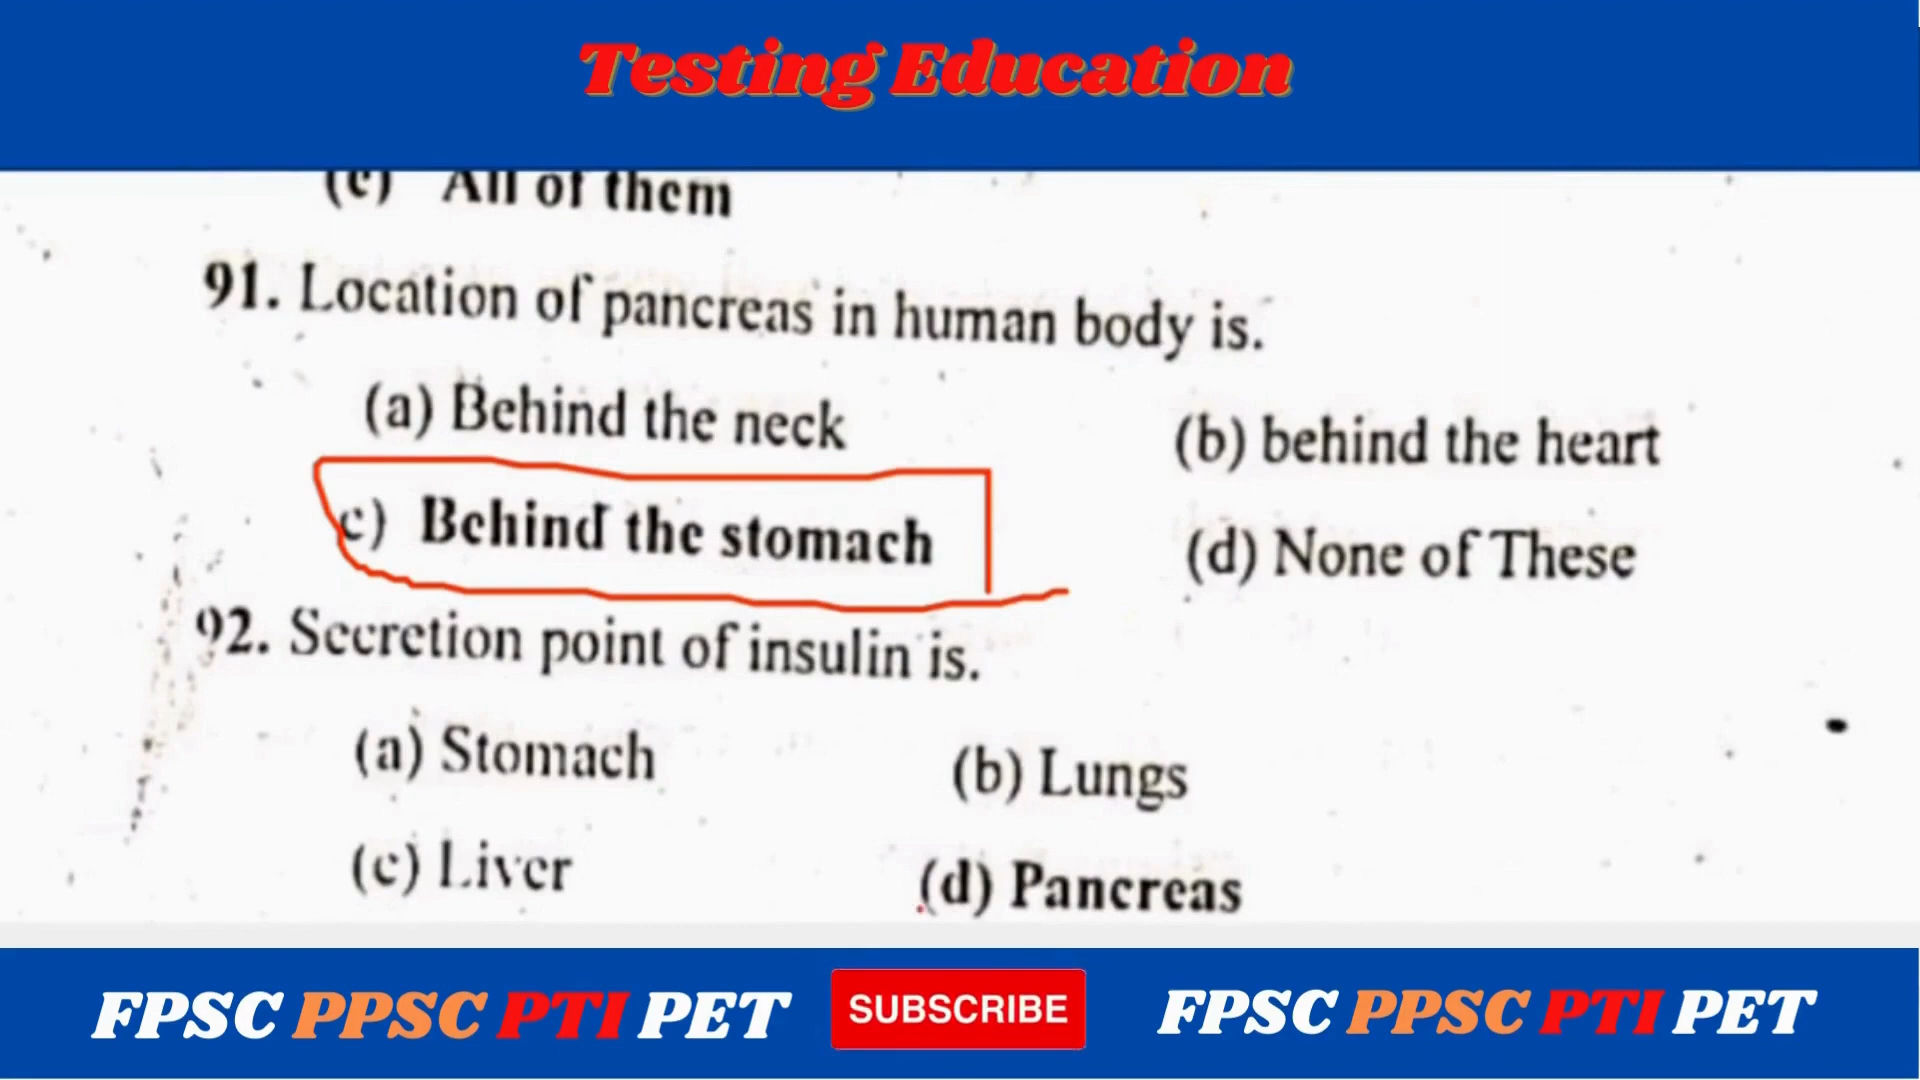 Testing Education
(c) All of them
91. Location of pancreas in human body is.
(a) Behind the neck (b) behind the heart
c) Behind the stomach (d) None of These
92. Secretion point of insulin is.
(a) Stomach (b) Lungs
(c) Liver (d) Pancreas
FPSC PPSC PTI PET SUBSCRIBE FPSC PPSC PTI PET